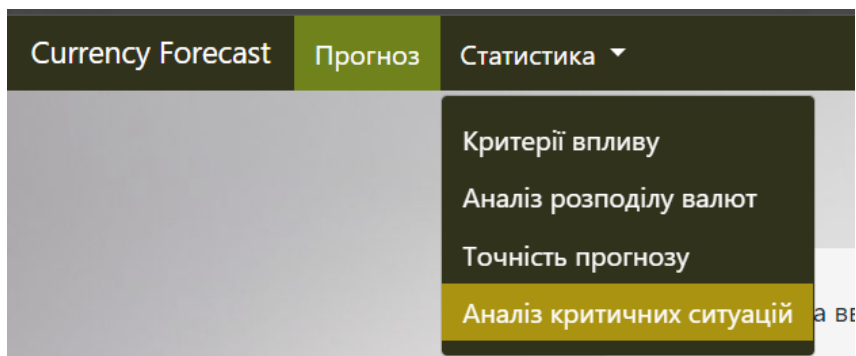 Currency Forecast Прогноз Статистика
Критерії впливу
Аналіз розподілу валют
Точність прогнозу
Аналіз критичних ситуацій